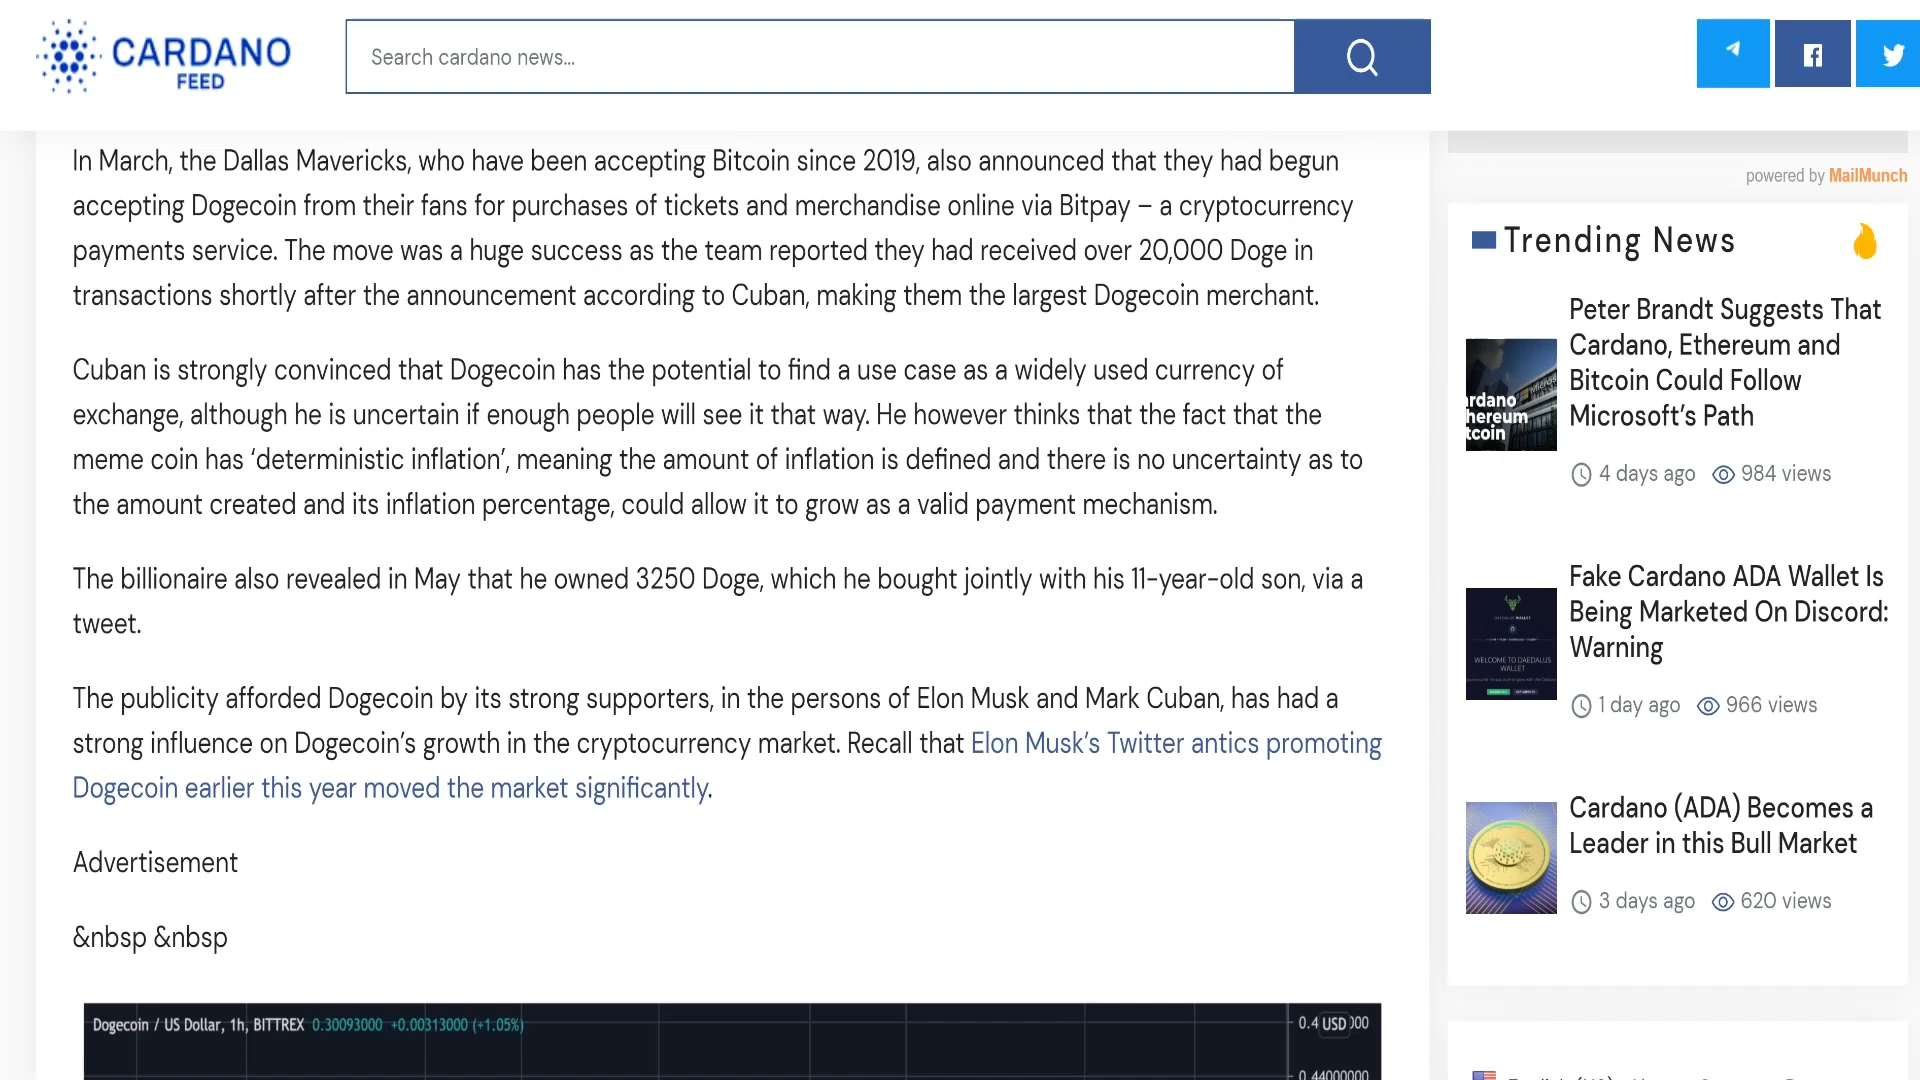 CARDANO
FEED
Search cardano news...
In March, the Dallas Mavericks, who have been accepting Bitcoin since 2019, also announced that they had begun
accepting Dogecoin from their fans for purchases of tickets and merchandise online via Bitpay – a cryptocurrency
payments service. The move was a huge success as the team reported they had received over 20,000 Doge in
transactions shortly after the announcement according to Cuban, making them the largest Dogecoin merchant.
Cuban is strongly convinced that Dogecoin has the potential to find a use case as a widely used currency of
exchange, although he is uncertain if enough people will see it that way. He however thinks that the fact that the
meme coin has ‘deterministic inflation’, meaning the amount of inflation is defined and there is no uncertainty as to
the amount created and its inflation percentage, could allow it to grow as a valid payment mechanism.
The billionaire also revealed in May that he owned 3250 Doge, which he bought jointly with his 11-year-old son, via a
tweet.
The publicity afforded Dogecoin by its strong supporters, in the persons of Elon Musk and Mark Cuban, has had a
strong influence on Dogecoin’s growth in the cryptocurrency market. Recall that Elon Musk’s Twitter antics promoting
Dogecoin earlier this year moved the market significantly.
Advertisement
&nbsp &nbsp
Dogecoin / US Dollar, 1h, BITTREX 0.30093000 +0.00313000 (+1.05%)
0.4 USD 000
0.44000000
powered by MailMunch
Trending News
Peter Brandt Suggests That
Cardano, Ethereum and
Bitcoin Could Follow
Microsoft’s Path
4 days ago 984 views
rdano
hereum
tcoin
Fake Cardano ADA Wallet Is
Being Marketed On Discord:
Warning
1 day ago 966 views
WELCOME TO DAEDALUS
WALLET
Cardano (ADA) Becomes a
Leader in this Bull Market
3 days ago 620 views